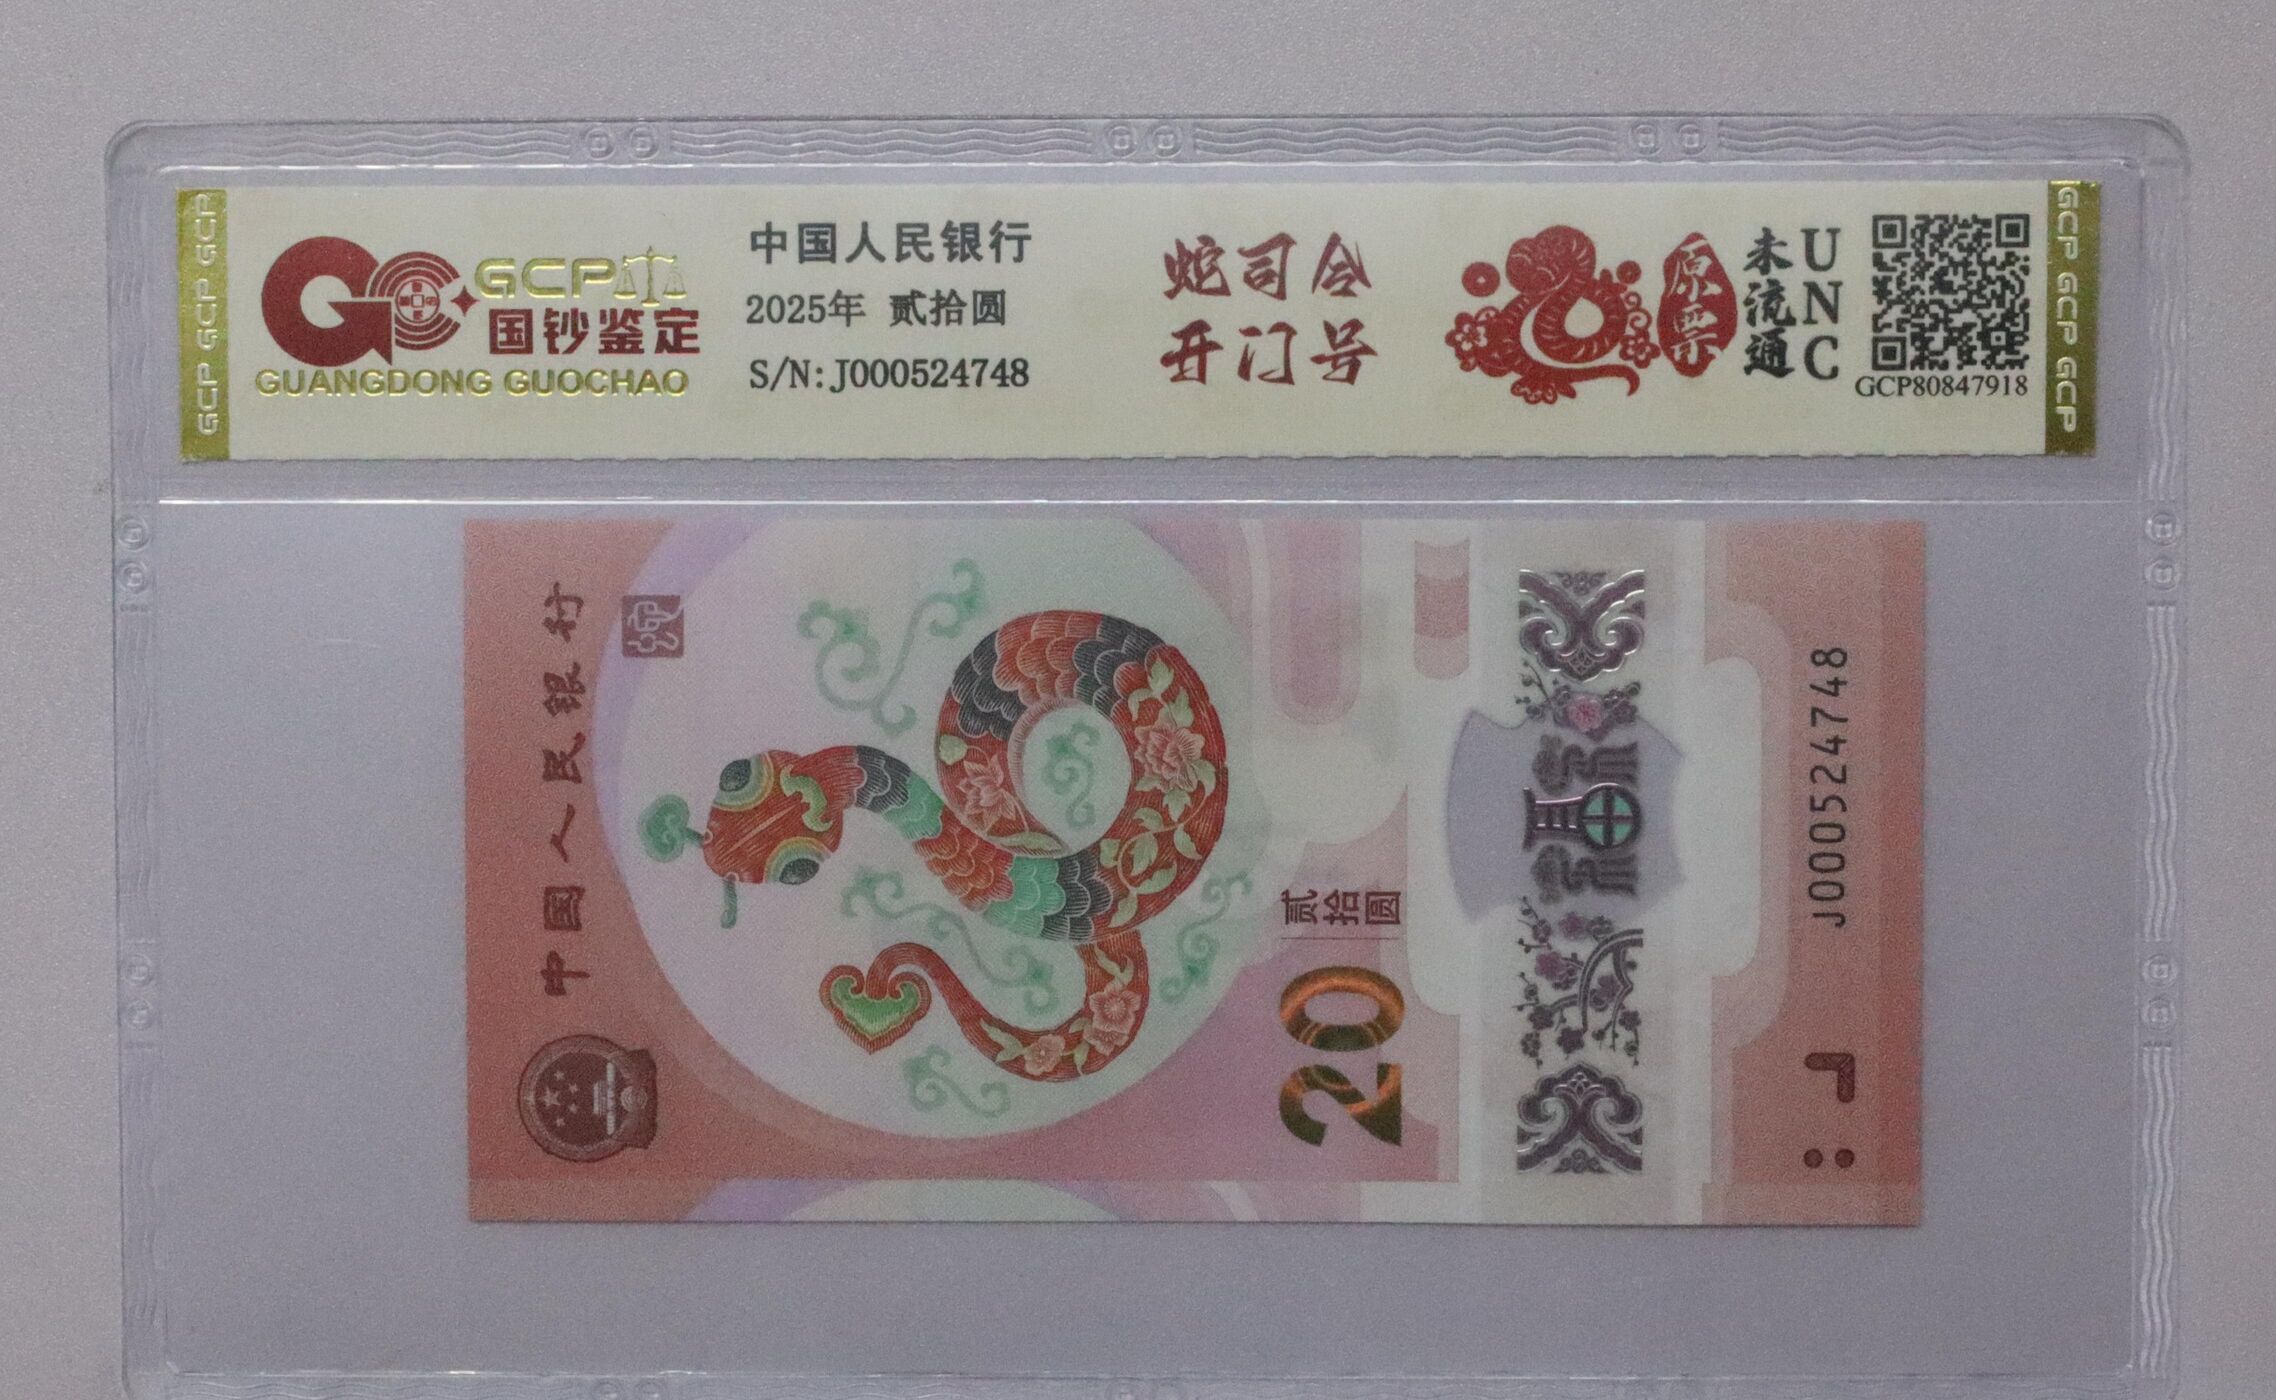 GCP GCP GCP
GCP
国钞鉴定
GUANGDONG GUOCHAO
中国人民银行
2025年 贰拾圆
S/N:J000524748
蛇司令
开门号
原票
未流通
UNC
GCP80847918
GCP GCP GCP
中国人民银行
贰拾圆
20
福
J000524748